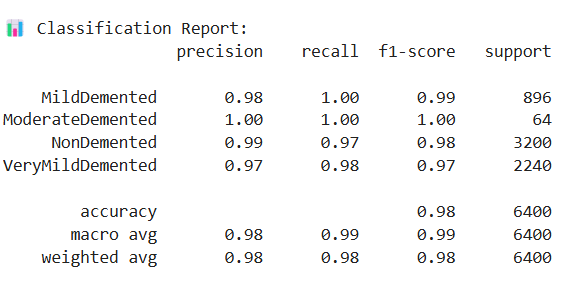 📊 Classification Report:
precision recall f1-score support
MildDemented 0.98 1.00 0.99 896
ModerateDemented 1.00 1.00 1.00 64
NonDemented 0.99 0.97 0.98 3200
VeryMildDemented 0.97 0.98 0.97 2240
accuracy 0.98 6400
macro avg 0.98 0.99 0.99 6400
weighted avg 0.98 0.98 0.98 6400